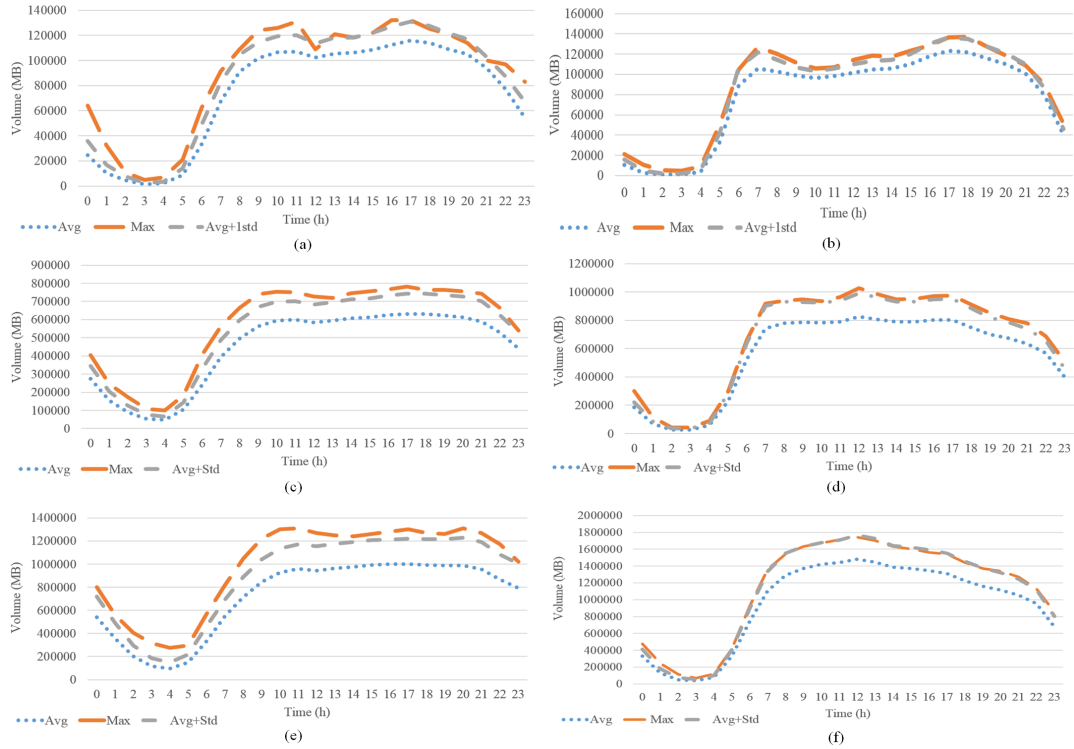 Volume (MB)
140000
120000
100000
80000
60000
40000
20000
0
0 1 2 3 4 5 6 7 8 9 10 11 12 13 14 15 16 17 18 19 20 21 22 23
Time (h)
Avg Max Avg+1std
(a)
Volume (MB)
160000
140000
120000
100000
80000
60000
40000
20000
0
0 1 2 3 4 5 6 7 8 9 10 11 12 13 14 15 16 17 18 19 20 21 22 23
Time (h)
Avg Max Avg+1std
(b)
Volume (MB)
900000
800000
700000
600000
500000
400000
300000
200000
100000
0
0 1 2 3 4 5 6 7 8 9 10 11 12 13 14 15 16 17 18 19 20 21 22 23
Time (h)
Avg Max Avg+Std
(c)
Volume (MB)
1200000
1000000
800000
600000
400000
200000
0
0 1 2 3 4 5 6 7 8 9 10 11 12 13 14 15 16 17 18 19 20 21 22 23
Time (h)
Avg Max Avg+Std
(d)
Volume (MB)
1400000
1200000
1000000
800000
600000
400000
200000
0
0 1 2 3 4 5 6 7 8 9 10 11 12 13 14 15 16 17 18 19 20 21 22 23
Time (h)
Avg Max Avg+Std
(e)
Volume (MB)
2000000
1800000
1600000
1400000
1200000
1000000
800000
600000
400000
200000
0
0 1 2 3 4 5 6 7 8 9 10 11 12 13 14 15 16 17 18 19 20 21 22 23
Time (h)
Avg Max Avg+Std
(f)